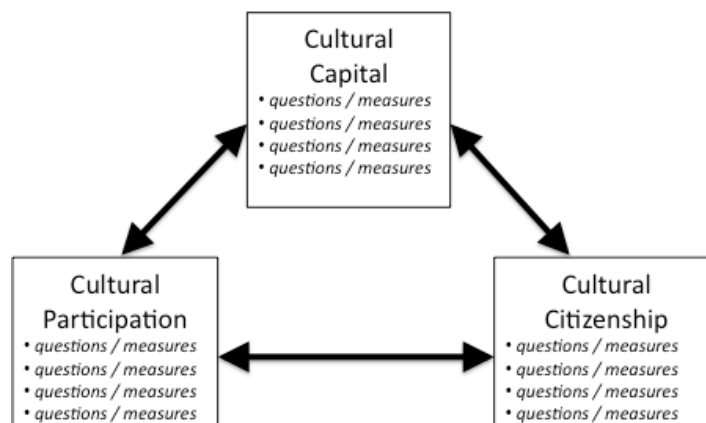 Cultural
Capital
• questions / measures
• questions / measures
• questions / measures
• questions / measures
Cultural
Participation
• questions / measures
• questions / measures
• questions / measures
• questions / measures
Cultural
Citizenship
• questions / measures
• questions / measures
• questions / measures
• questions / measures